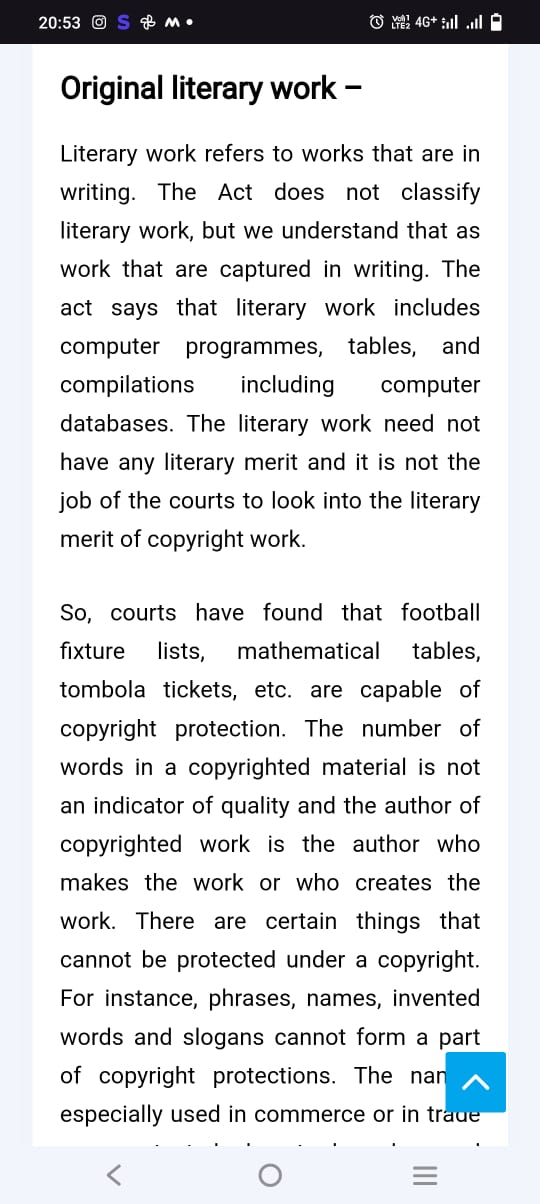 20:53
Vo)) 1
LTE2 4G+
Original literary work –
Literary work refers to works that are in
writing. The Act does not classify
literary work, but we understand that as
work that are captured in writing. The
act says that literary work includes
computer programmes, tables, and
compilations including computer
databases. The literary work need not
have any literary merit and it is not the
job of the courts to look into the literary
merit of copyright work.
So, courts have found that football
fixture lists, mathematical tables,
tombola tickets, etc. are capable of
copyright protection. The number of
words in a copyrighted material is not
an indicator of quality and the author of
copyrighted work is the author who
makes the work or who creates the
work. There are certain things that
cannot be protected under a copyright.
For instance, phrases, names, invented
words and slogans cannot form a part
of copyright protections. The
especially used in commerce or in trade